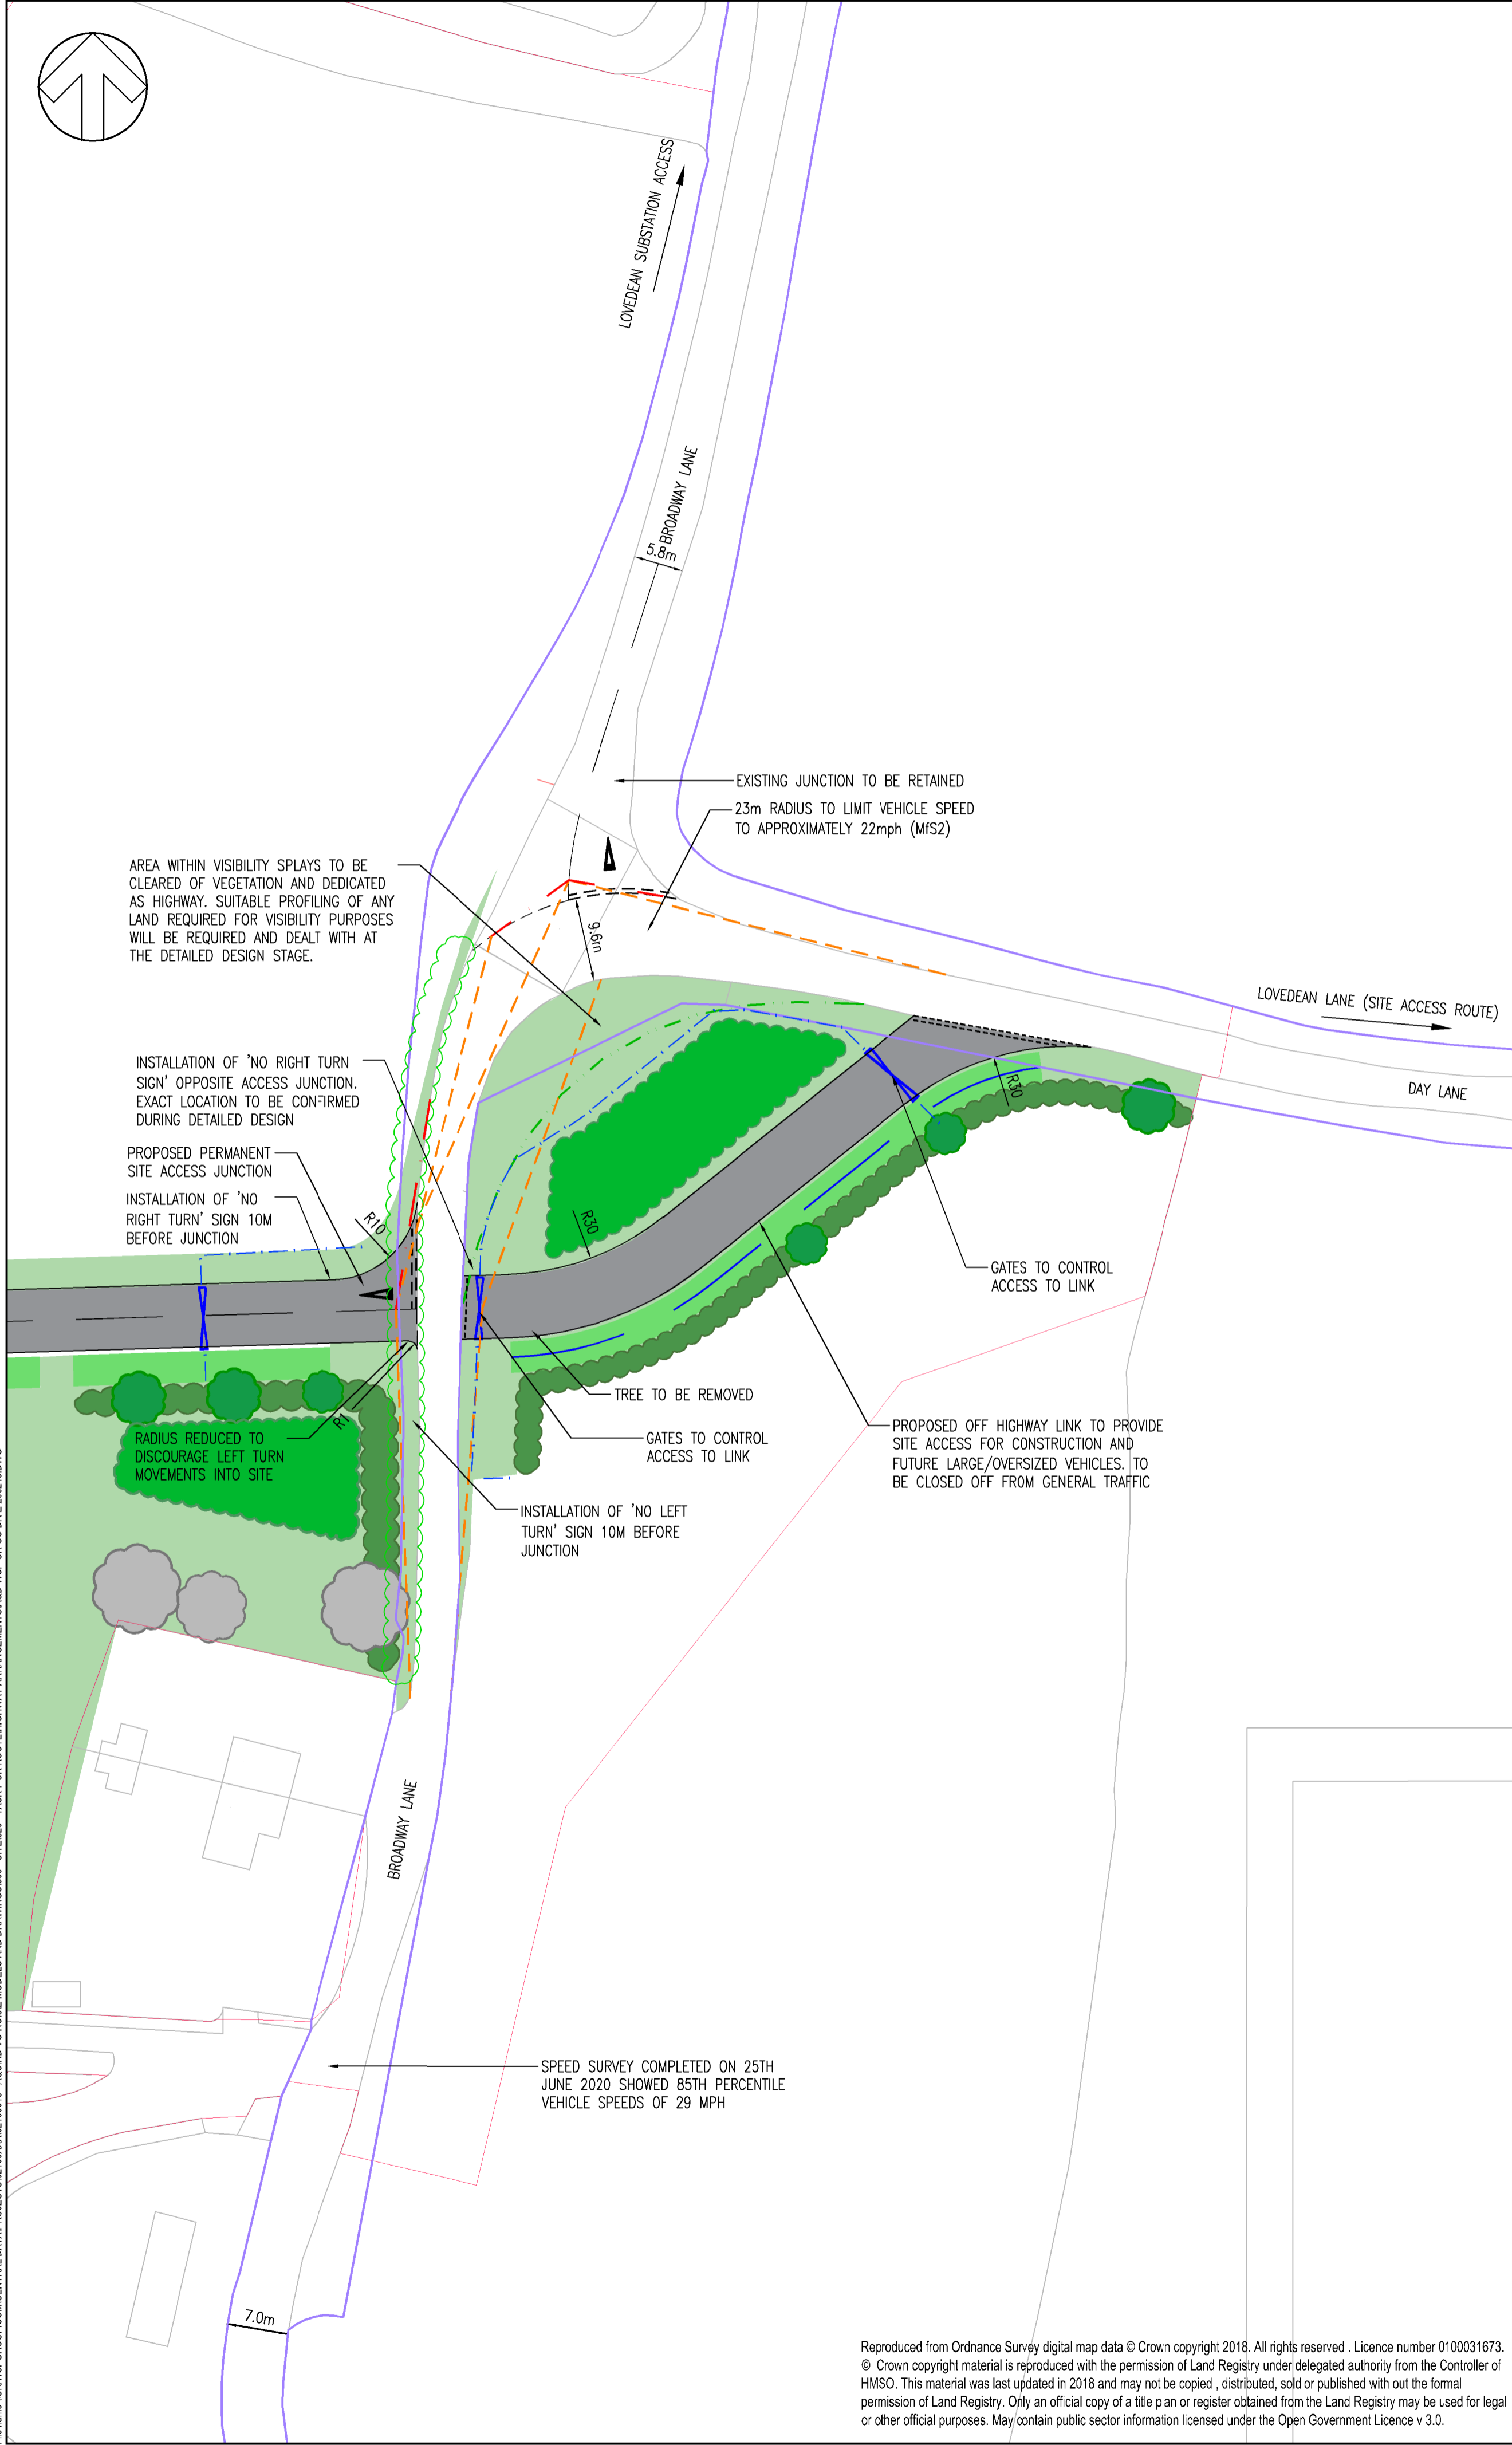 LOVEDEAN SUBSTATION ACCESS
BROADWAY LANE
5.8m
EXISTING JUNCTION TO BE RETAINED
23m RADIUS TO LIMIT VEHICLE SPEED
TO APPROXIMATELY 22mph (MfS2)
AREA WITHIN VISIBILITY SPLAYS TO BE
CLEARED OF VEGETATION AND DEDICATED
AS HIGHWAY. SUITABLE PROFILING OF ANY
LAND REQUIRED FOR VISIBILITY PURPOSES
WILL BE REQUIRED AND DEALT WITH AT
THE DETAILED DESIGN STAGE.
9.6m
LOVEDEAN LANE (SITE ACCESS ROUTE)
DAY LANE
INSTALLATION OF 'NO RIGHT TURN
SIGN' OPPOSITE ACCESS JUNCTION.
EXACT LOCATION TO BE CONFIRMED
DURING DETAILED DESIGN
R30
PROPOSED PERMANENT
SITE ACCESS JUNCTION
INSTALLATION OF 'NO
RIGHT TURN' SIGN 10M
BEFORE JUNCTION
R10
R30
GATES TO CONTROL
ACCESS TO LINK
TREE TO BE REMOVED
R1
RADIUS REDUCED TO
DISCOURAGE LEFT TURN
MOVEMENTS INTO SITE
GATES TO CONTROL
ACCESS TO LINK
PROPOSED OFF HIGHWAY LINK TO PROVIDE
SITE ACCESS FOR CONSTRUCTION AND
FUTURE LARGE/OVERSIZED VEHICLES. TO
BE CLOSED OFF FROM GENERAL TRAFFIC
INSTALLATION OF 'NO LEFT
TURN' SIGN 10M BEFORE
JUNCTION
BROADWAY LANE
SPEED SURVEY COMPLETED ON 25TH
JUNE 2020 SHOWED 85TH PERCENTILE
VEHICLE SPEEDS OF 29 MPH
7.0m
Reproduced from Ordnance Survey digital map data © Crown copyright 2018. All rights reserved . Licence number 0100031673.
© Crown copyright material is reproduced with the permission of Land Registry under delegated authority from the Controller of
HMSO. This material was last updated in 2018 and may not be copied , distributed, sold or published with out the formal
permission of Land Registry. Only an official copy of a title plan or register obtained from the Land Registry may be used for legal
or other official purposes. May contain public sector information licensed under the Open Government Licence v 3.0.